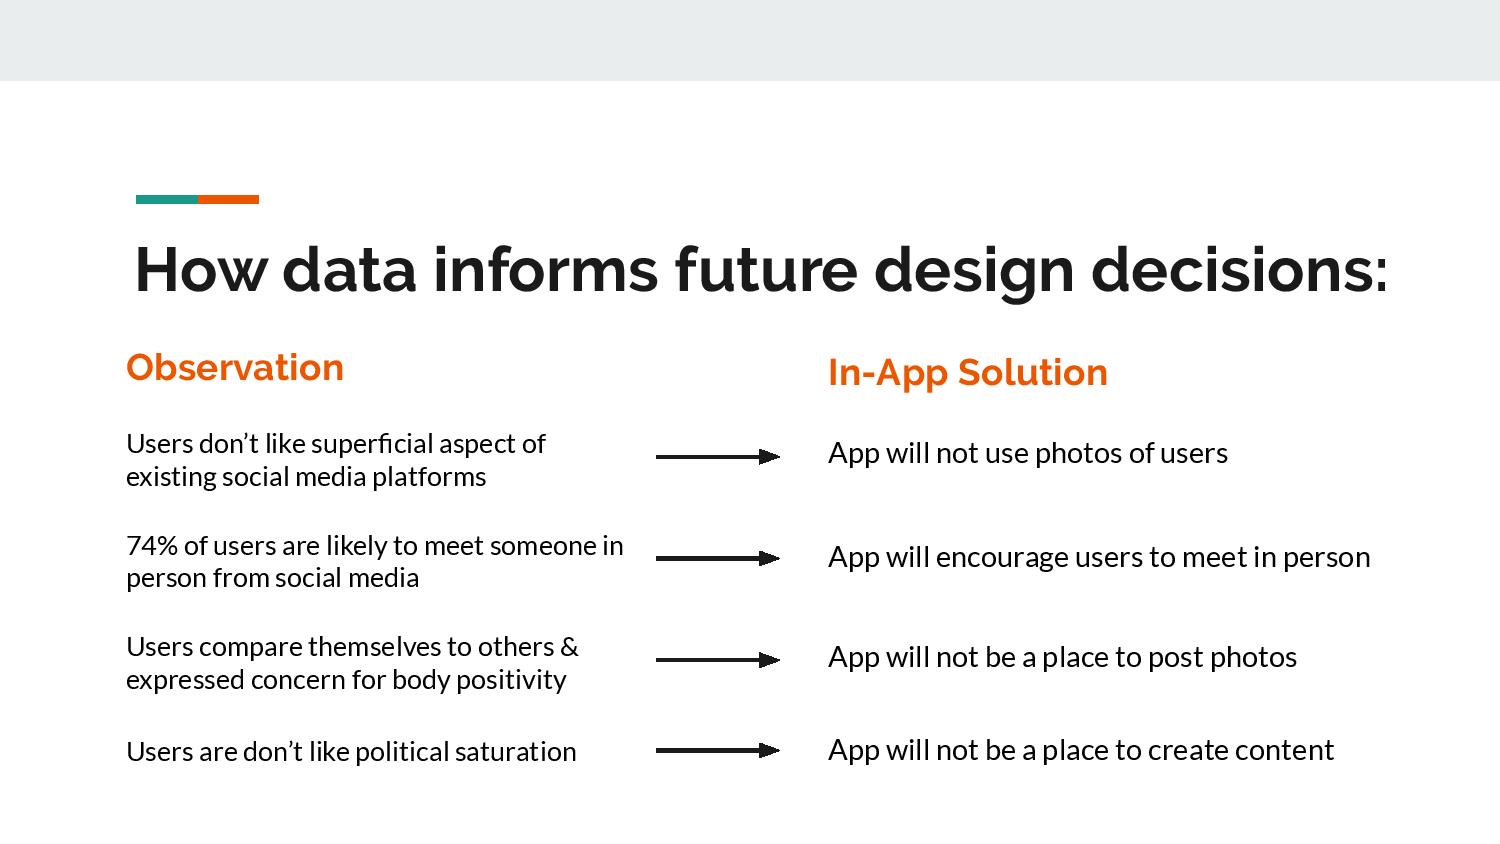 How data informs future design decisions:
Observation
In-App Solution
Users don’t like superficial aspect of
existing social media platforms
App will not use photos of users
74% of users are likely to meet someone in
person from social media
App will encourage users to meet in person
Users compare themselves to others &
expressed concern for body positivity
App will not be a place to post photos
Users are don’t like political saturation
App will not be a place to create content